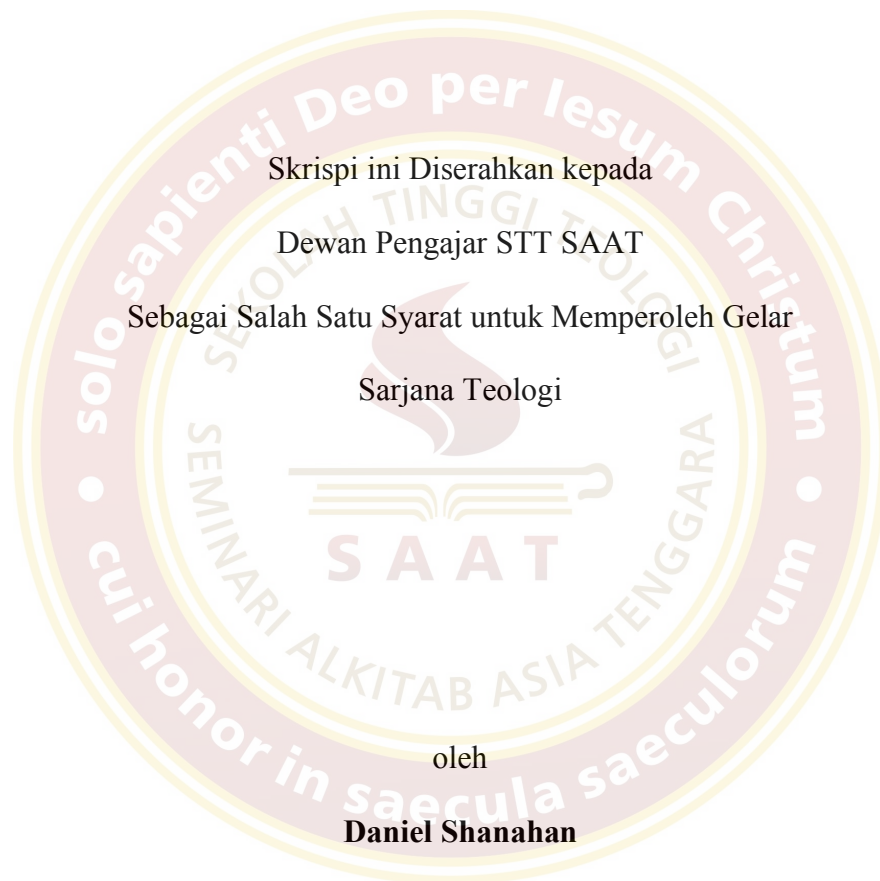 solo sapienti Deo per Iesum Christum
Skrispi ini Diserahkan kepada
SEKOLAH TINGGI TEOLOGI
Dewan Pengajar STT SAAT
Sebagai Salah Satu Syarat untuk Memperoleh Gelar
Sarjana Teologi
SAAT
SEMINARI ALKITAB ASIA TENGGARA
cui honor in saecula saeculorum
oleh
Daniel Shanahan